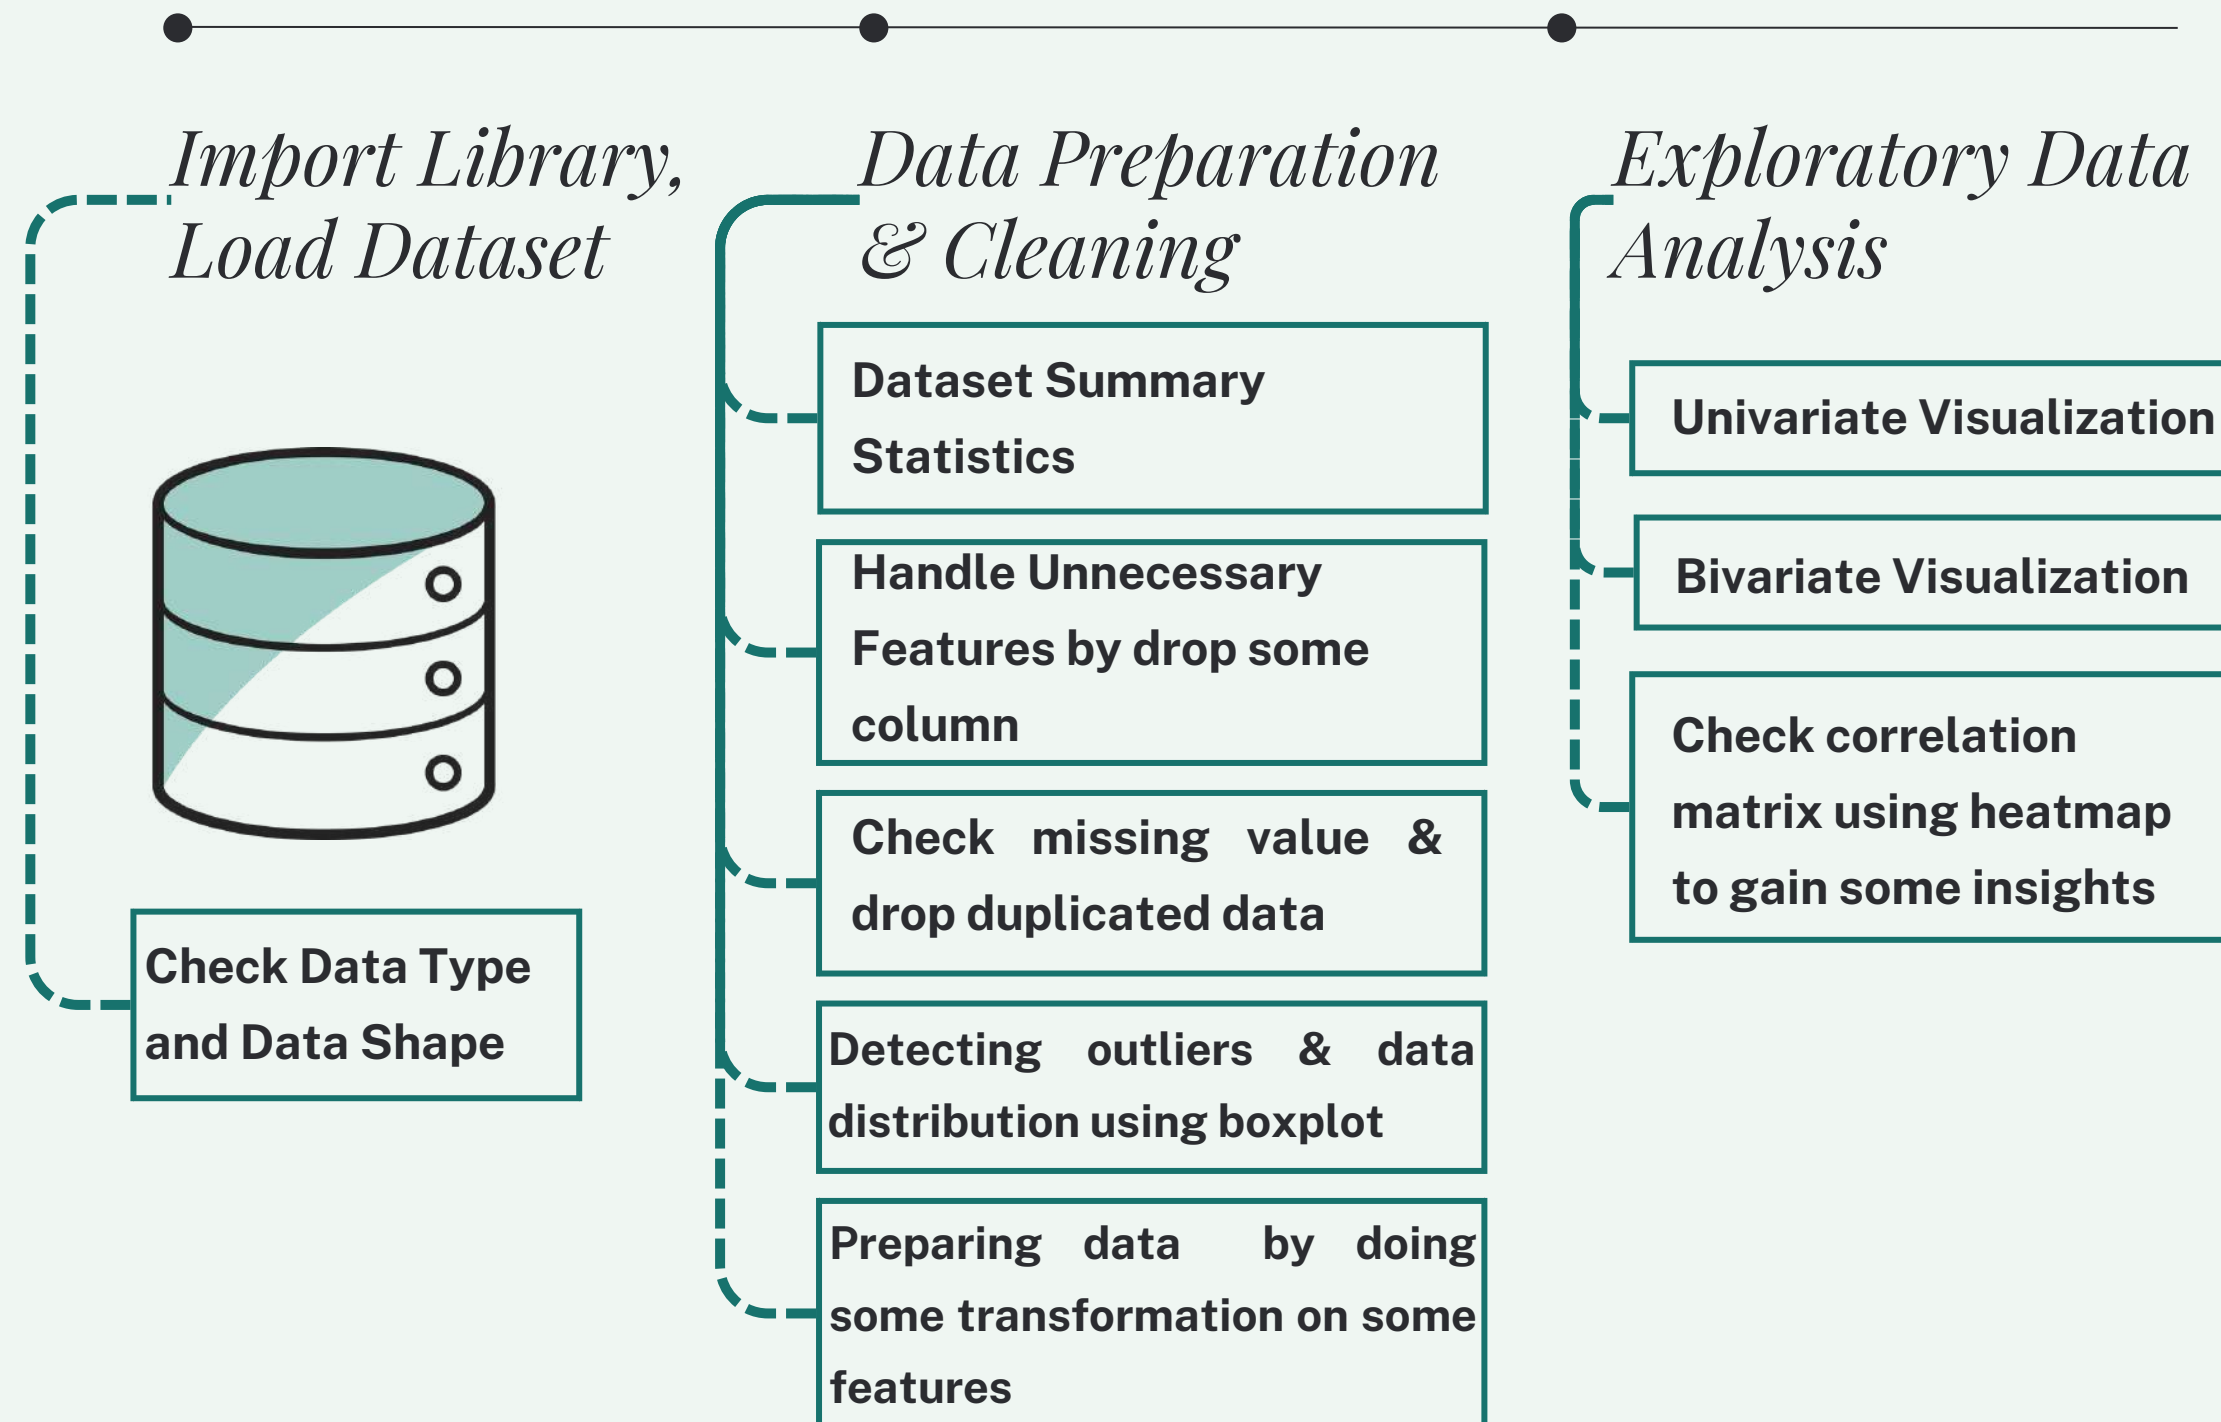 Import Library,
Load Dataset
Check Data Type
and Data Shape
Data Preparation
& Cleaning
Dataset Summary
Statistics
Handle Unnecessary
Features by drop some
column
Check missing value &
drop duplicated data
Detecting outliers & data
distribution using boxplot
Preparing data by doing
some transformation on some
features
Exploratory Data
Analysis
Univariate Visualization
Bivariate Visualization
Check correlation
matrix using heatmap
to gain some insights